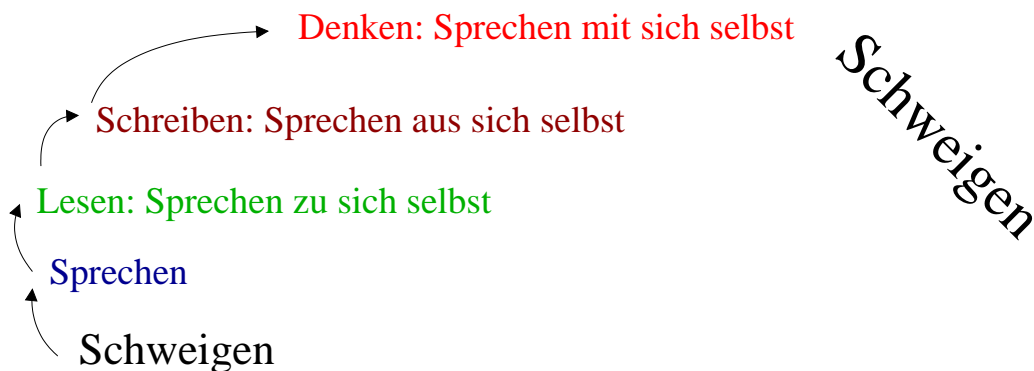 Denken: Sprechen mit sich selbst
Schweigen
Schreiben: Sprechen aus sich selbst
Lesen: Sprechen zu sich selbst
Sprechen
Schweigen